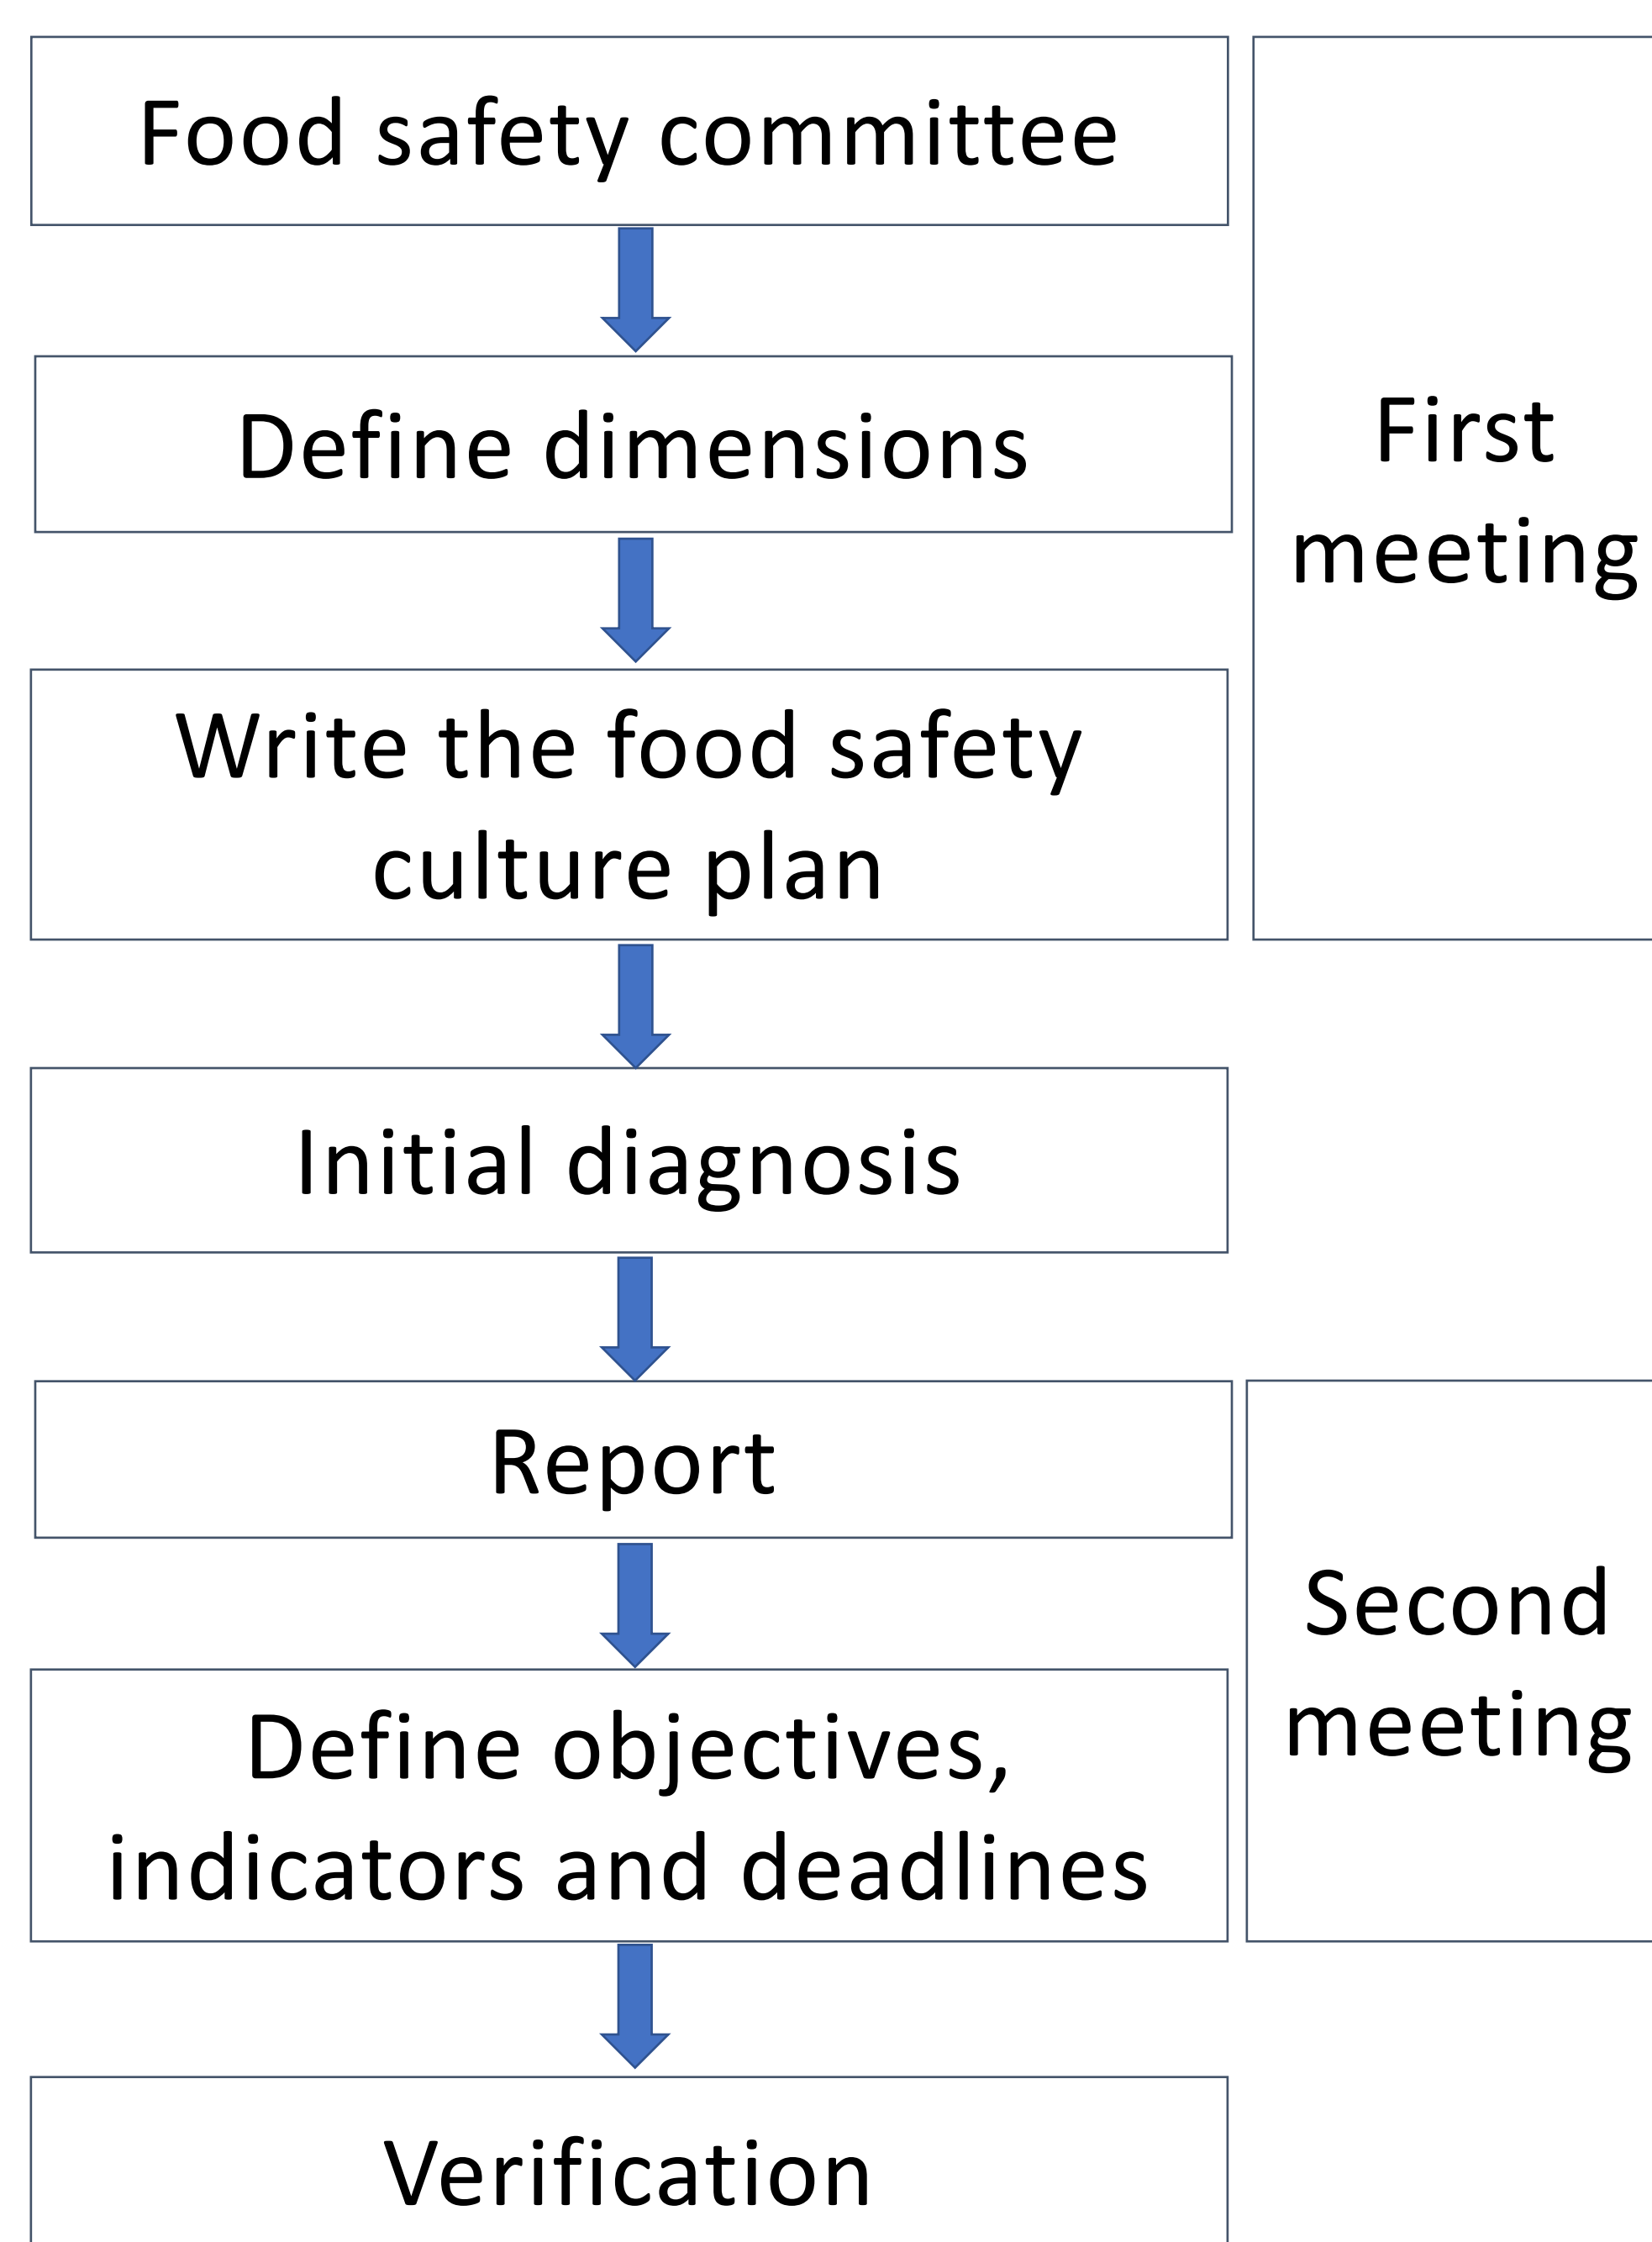 Food safety committee
Define dimensions
First
meeting
Write the food safety
culture plan
Initial diagnosis
Report
Second
meeting
Define objectives,
indicators and deadlines
Verification